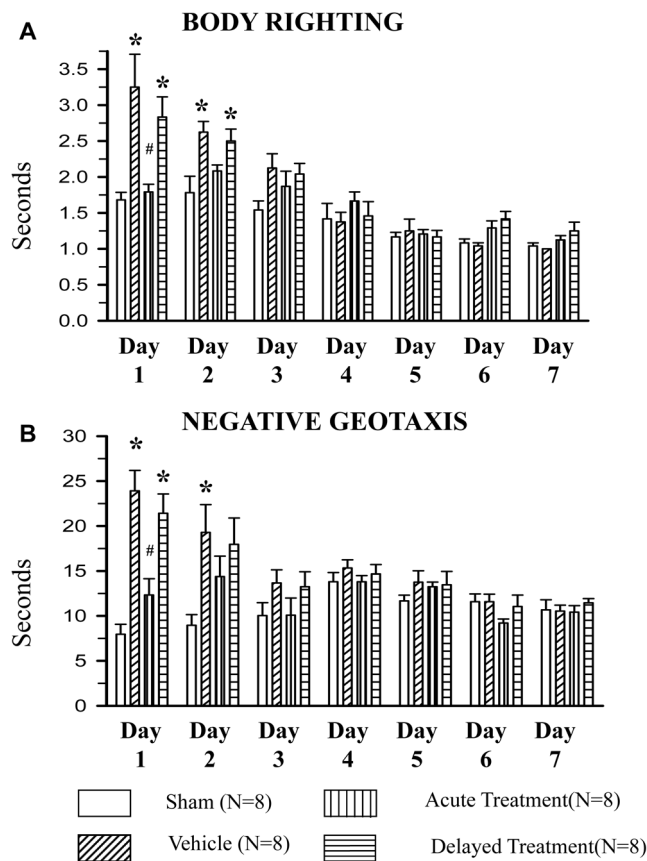 A BODY RIGHTING
* * * *
#
Seconds
3.5
3.0
2.5
2.0
1.5
1.0
0.5
0.0
Day Day Day Day Day Day Day
1 2 3 4 5 6 7
B NEGATIVE GEOTAXIS
* * *
#
Seconds
30
25
20
15
10
5
0
Day Day Day Day Day Day Day
1 2 3 4 5 6 7
Sham (N=8) Acute Treatment(N=8)
Vehicle (N=8) Delayed Treatment(N=8)